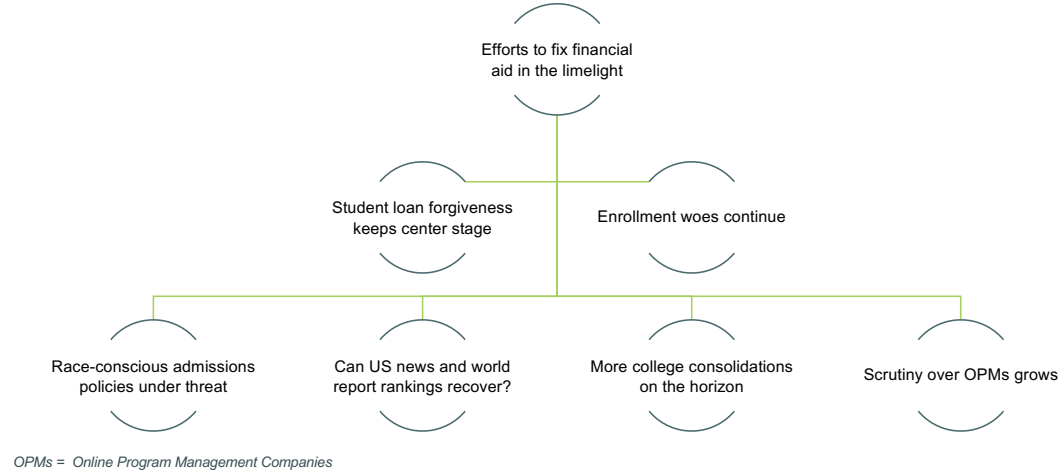 Efforts to fix financial
aid in the limelight
Student loan forgiveness
keeps center stage
Enrollment woes continue
Race-conscious admissions
policies under threat
Can US news and world
report rankings recover?
More college consolidations
on the horizon
Scrutiny over OPMs grows
OPMs = Online Program Management Companies